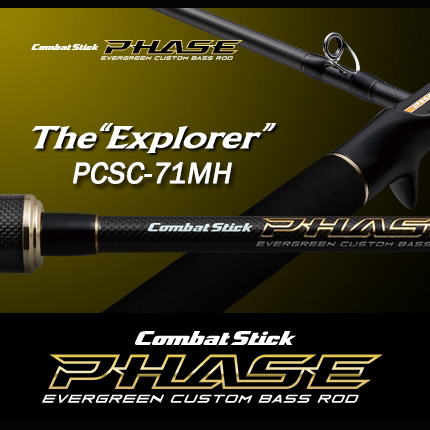 Combat Stick PHASE
EVERGREEN CUSTOM BASS ROD
The "Explorer"
PCSC-71MH
Combat Stick PHASE
EVERGREEN CUSTOM BASS
Combat Stick
PHASE
EVERGREEN CUSTOM BASS ROD